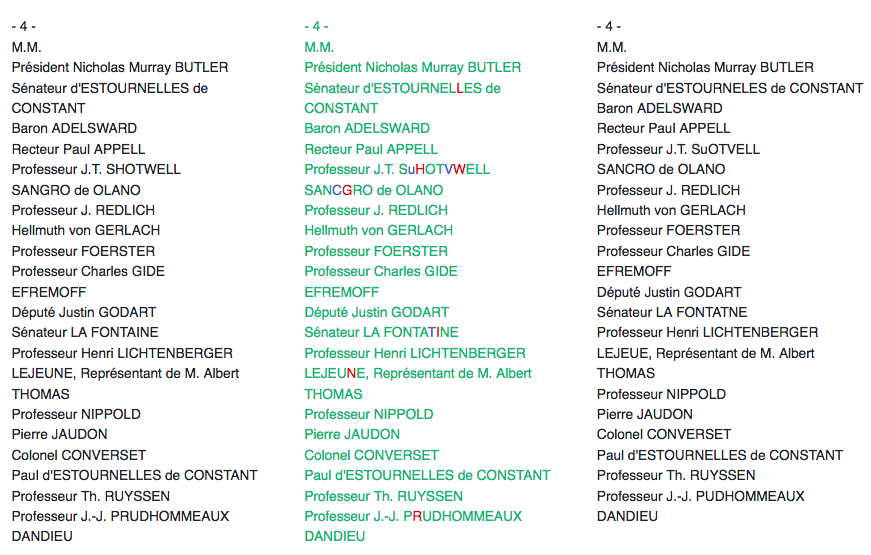 - 4 -
M.M.
Président Nicholas Murray BUTLER
Sénateur d'ESTOURNELLES de
CONSTANT
Baron ADELSWARD
Recteur Paul APPELL
Professeur J.T. SHOTWELL
SANGRO de OLANO
Professeur J. REDLICH
Hellmuth von GERLACH
Professeur FOERSTER
Professeur Charles GIDE
EFREMOFF
Député Justin GODART
Sénateur LA FONTAINE
Professeur Henri LICHTENBERGER
LEJEUNE, Représentant de M. Albert
THOMAS
Professeur NIPPOLD
Pierre JAUDON
Colonel CONVERSET
Paul d'ESTOURNELLES de CONSTANT
Professeur Th. RUYSSEN
Professeur J.-J. PRUDHOMMEAUX
DANDIEU
- 4 -
M.M.
Président Nicholas Murray BUTLER
Sénateur d'ESTOURNELLES de
CONSTANT
Baron ADELSWARD
Recteur Paul APPELL
Professeur J.T. SuHOTVWELL
SANCGRO de OLANO
Professeur J. REDLICH
Hellmuth von GERLACH
Professeur FOERSTER
Professeur Charles GIDE
EFREMOFF
Député Justin GODART
Sénateur LA FONTATINE
Professeur Henri LICHTENBERGER
LEJEUNE, Représentant de M. Albert
THOMAS
Professeur NIPPOLD
Pierre JAUDON
Colonel CONVERSET
Paul d'ESTOURNELLES de CONSTANT
Professeur Th. RUYSSEN
Professeur J.-J. PRUDHOMMEAUX
DANDIEU
- 4 -
M.M.
Président Nicholas Murray BUTLER
Sénateur d'ESTOURNELES de CONSTANT
Baron ADELSWARD
Recteur Paul APPELL
Professeur J.T. SuOTVELL
SANCRO de OLANO
Professeur J. REDLICH
Hellmuth von GERLACH
Professeur FOERSTER
Professeur Charles GIDE
EFREMOFF
Député Justin GODART
Sénateur LA FONTATNE
Professeur Henri LICHTENBERGER
LEJEUE, Représentant de M. Albert
THOMAS
Professeur NIPPOLD
Pierre JAUDON
Colonel CONVERSET
Paul d'ESTOURNELLES de CONSTANT
Professeur Th. RUYSSEN
Professeur J.-J. PUDHOMMEAUX
DANDIEU